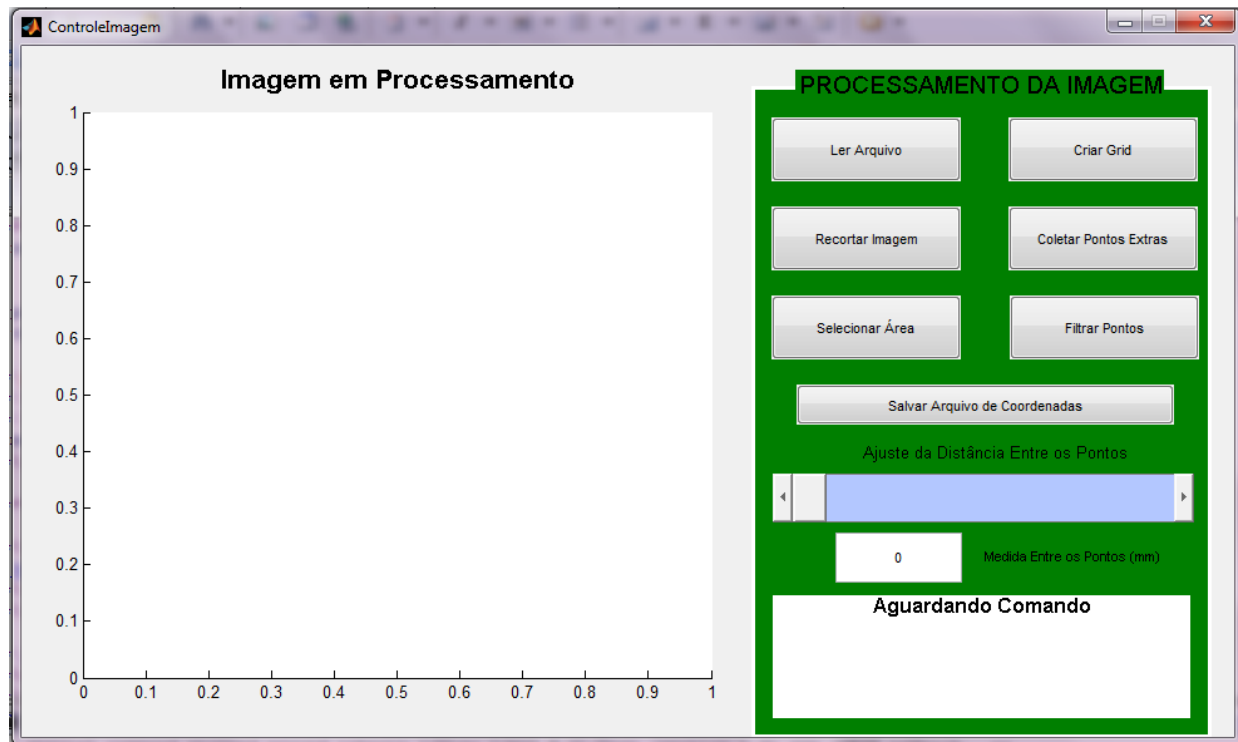 ControleImagem
Imagem em Processamento
1
0.9
0.8
0.7
0.6
0.5
0.4
0.3
0.2
0.1
0
0 0.1 0.2 0.3 0.4 0.5 0.6 0.7 0.8 0.9 1
PROCESSAMENTO DA IMAGEM
Ler Arquivo Criar Grid
Recortar Imagem Coletar Pontos Extras
Selecionar Área Filtrar Pontos
Salvar Arquivo de Coordenadas
Ajuste da Distância Entre os Pontos
0 Medida Entre os Pontos (mm)
Aguardando Comando